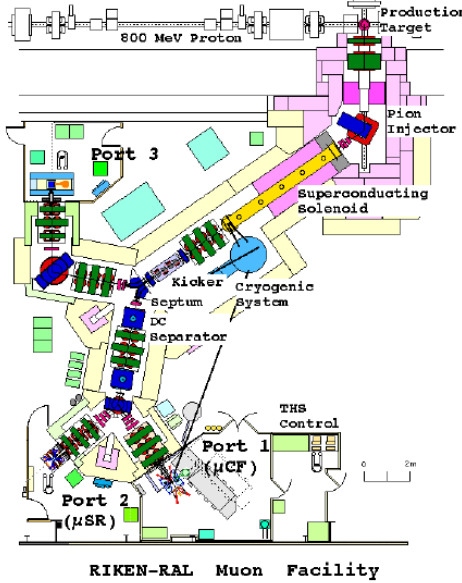 Production
Target
800 MeV Proton
Pion
Injector
Port 3
Superconducting
Solenoid
Kicker
Cryogenic
System
Septum
DC
Separator
THS
Control
Port 1
(μCF)
0 2m
Port 2
(μSR)
RIKEN-RAL Muon Facility